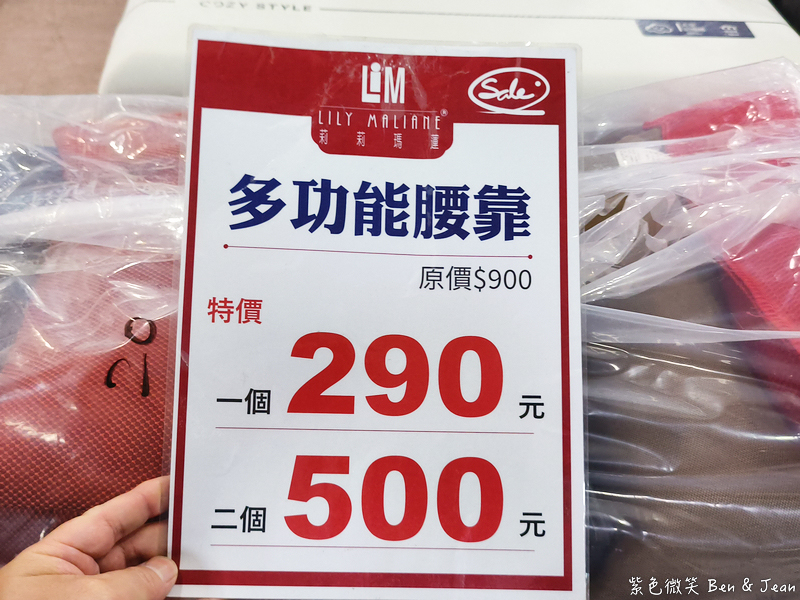 COZY STYLE
LiM
Sale
LILY MALIANE®
莉莉瑪蓮
多功能腰靠
原價$900
特價
一個 290 元
二個 500 元
紫色微笑 Ben & Jean